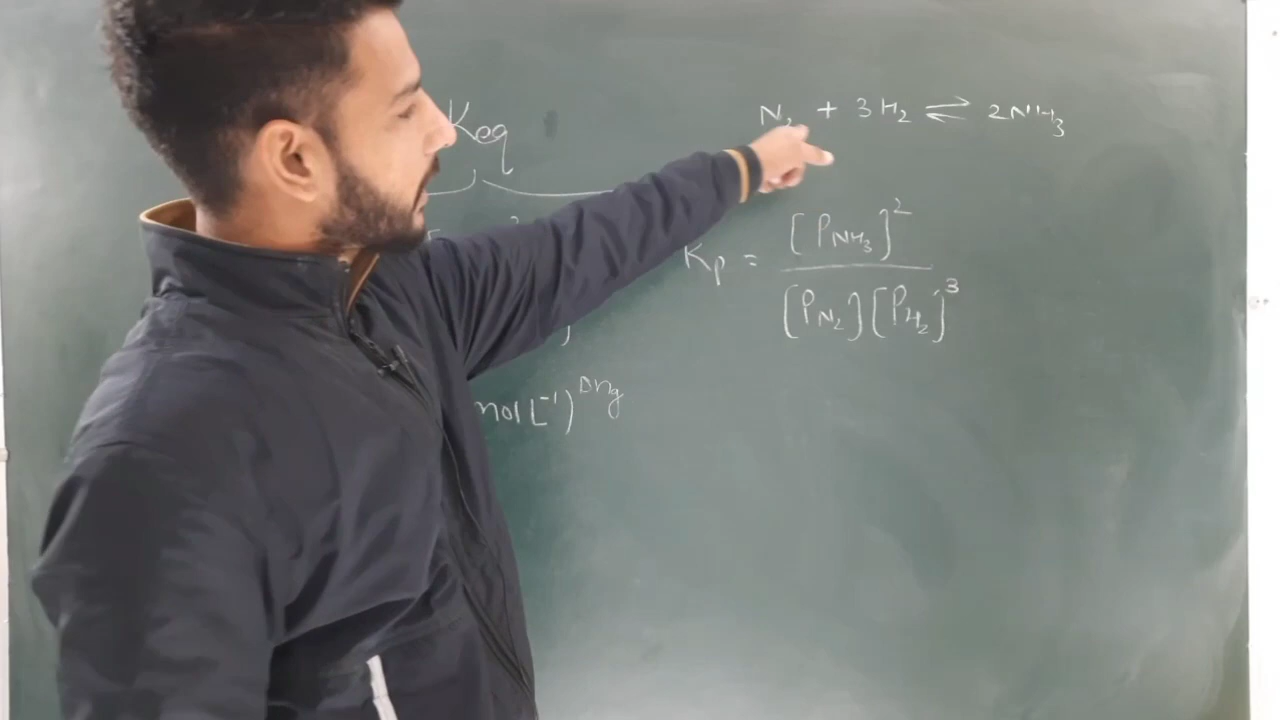 Keq
N₂ + 3H₂ ⇌ 2NH₃
Kp = [P_NH₃]² / [P_N₂][P_H₂]³
mol L⁻¹)^Δng